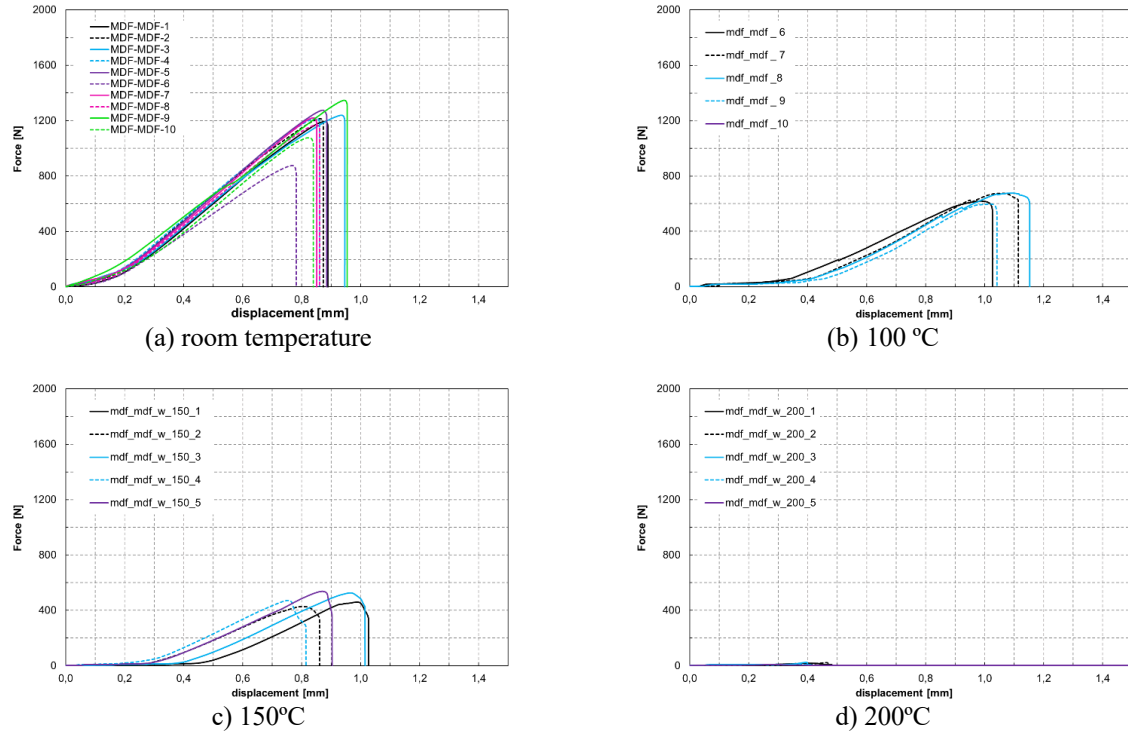 2000
1600
1200
800
400
0
Force [N]
MDF-MDF-1
MDF-MDF-2
MDF-MDF-3
MDF-MDF-4
MDF-MDF-5
MDF-MDF-6
MDF-MDF-7
MDF-MDF-8
MDF-MDF-9
MDF-MDF-10
0,0 0,2 0,4 0,6 0,8 1,0 1,2 1,4
displacement [mm]
(a) room temperature
2000
1600
1200
800
400
0
Force [N]
mdf_mdf _ 6
mdf_mdf _ 7
mdf_mdf _8
mdf_mdf _ 9
mdf_mdf _10
0,0 0,2 0,4 0,6 0,8 1,0 1,2 1,4
displacement [mm]
(b) 100 ºC
2000
1600
1200
800
400
0
Force [N]
mdf_mdf_w_150_1
mdf_mdf_w_150_2
mdf_mdf_w_150_3
mdf_mdf_w_150_4
mdf_mdf_w_150_5
0,0 0,2 0,4 0,6 0,8 1,0 1,2 1,4
displacement [mm]
c) 150ºC
2000
1600
1200
800
400
0
Force [N]
mdf_mdf_w_200_1
mdf_mdf_w_200_2
mdf_mdf_w_200_3
mdf_mdf_w_200_4
mdf_mdf_w_200_5
0,0 0,2 0,4 0,6 0,8 1,0 1,2 1,4
displacement [mm]
d) 200ºC